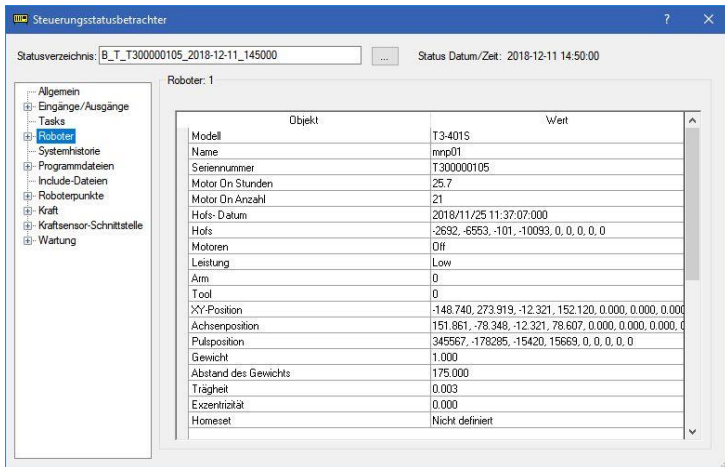 Steuerungsstatusbetrachter
Statusverzeichnis: B_T_T300000105_2018-12-11_145000 ... Status Datum/Zeit: 2018-12-11 14:50:00
Allgemein
Eingänge/Ausgänge
Tasks
Roboter
Systemhistorie
Programmdateien
Include-Dateien
Roboterpunkte
Kraft
Kraftsensor-Schnittstelle
Wartung
Roboter: 1
Objekt Wert
Modell T3-401S
Name mnp01
Seriennummer T300000105
Motor On Stunden 25.7
Motor On Anzahl 21
Hofs- Datum 2018/11/25 11:37:07:000
Hofs -2692, -6553, -101, -10093, 0, 0, 0, 0, 0
Motoren Off
Leistung Low
Arm 0
Tool 0
XY-Position -148.740, 273.919, -12.321, 152.120, 0.000, 0.000, 0.000
Achsenposition 151.861, -78.348, -12.321, 78.607, 0.000, 0.000, 0.000, 0
Pulsposition 345567, -178285, -15420, 15669, 0, 0, 0, 0, 0
Gewicht 1.000
Abstand des Gewichts 175.000
Trägheit 0.003
Exzentrizität 0.000
Homeset Nicht definiert